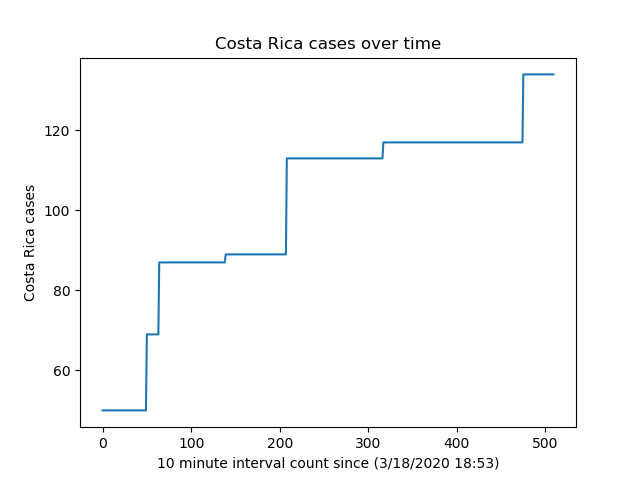 Costa Rica cases over time
120
100
80
60
Costa Rica cases
0 100 200 300 400 500
10 minute interval count since (3/18/2020 18:53)